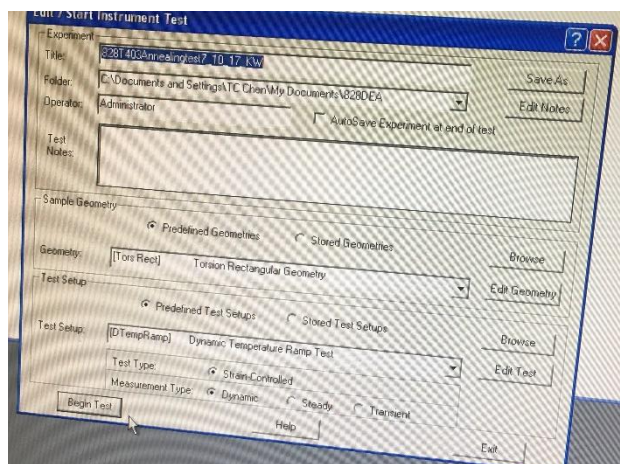 Edit / Start Instrument Test
Experiment
Title: 828T403Annealingtest7_10_17_KW
Save As
Folder: C:\Documents and Settings\TC Chen\My Documents\828DEA
Edit Notes
Operator: Administrator
AutoSave Experiment at end of test
Test
Notes:
Sample Geometry
Predefined Geometries Stored Geometries
Browse
Geometry: [Tors Rect] Torsion Rectangular Geometry
Edit Geometry
Test Setup
Predefined Test Setups Stored Test Setups
Browse
Test Setup: [DTempRamp] Dynamic Temperature Ramp Test
Edit Test
Test Type: Strain-Controlled
Measurement Type: Dynamic Steady Transient
Begin Test Help Exit